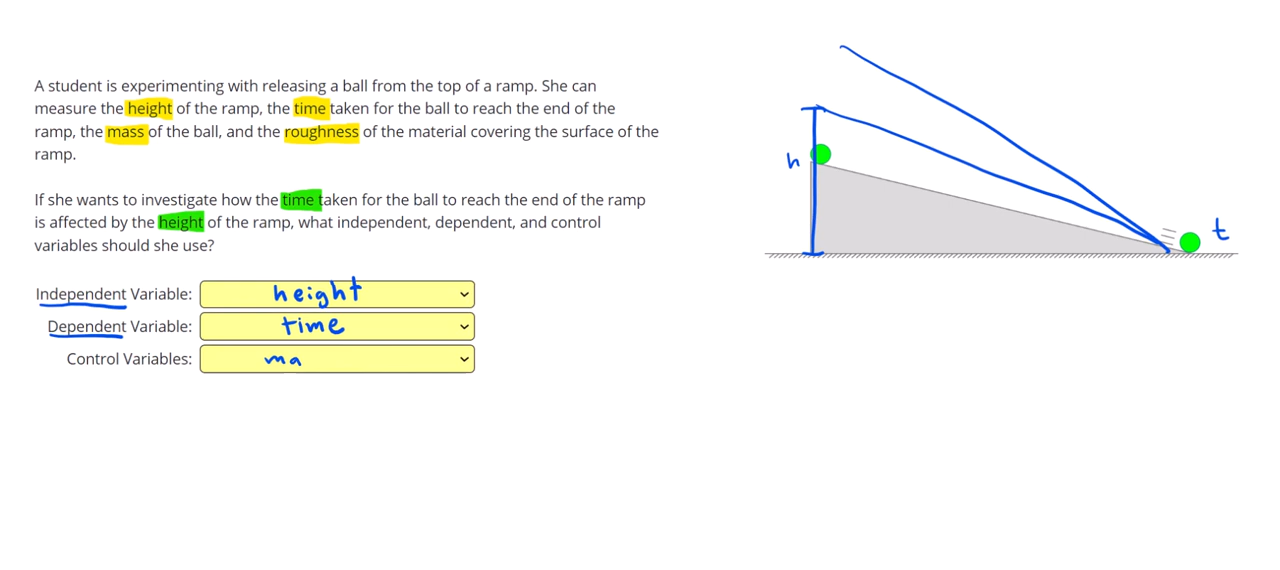 A student is experimenting with releasing a ball from the top of a ramp. She can
measure the height of the ramp, the time taken for the ball to reach the end of the
ramp, the mass of the ball, and the roughness of the material covering the surface of the
ramp.
If she wants to investigate how the time taken for the ball to reach the end of the ramp
is affected by the height of the ramp, what independent, dependent, and control
variables should she use?
Independent Variable: height
Dependent Variable: time
Control Variables: ma
h
t